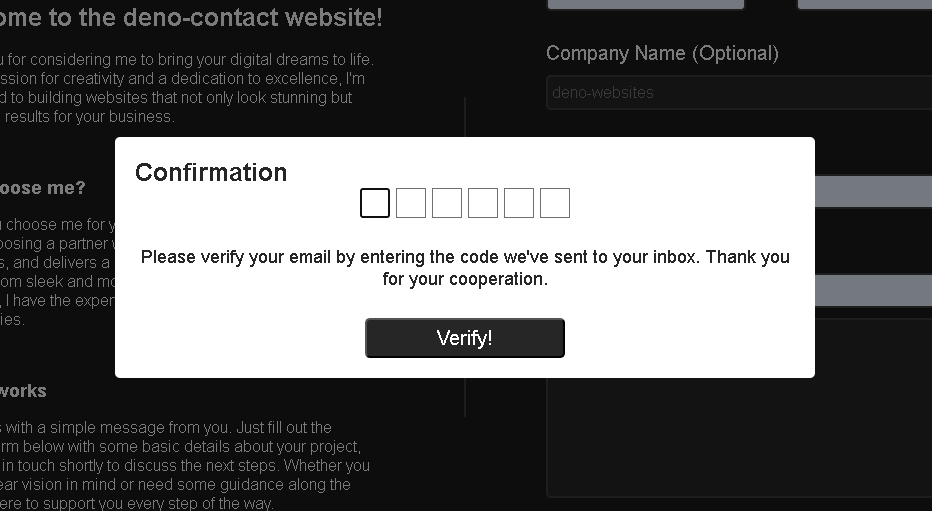 ome to the deno-contact website!
u for considering me to bring your digital dreams to life.
ssion for creativity and a dedication to excellence, I'm
d to building websites that not only look stunning but
results for your business.
Company Name (Optional)
deno-websites
oose me?
u choose me for y
osing a partner
s, and delivers a
om sleek and mo
, I have the exper
ies.
Confirmation
Please verify your email by entering the code we've sent to your inbox. Thank you
for your cooperation.
Verify!
works
s with a simple message from you. Just fill out the
rm below with some basic details about your project,
in touch shortly to discuss the next steps. Whether you
ear vision in mind or need some guidance along the
ere to support you every step of the way.